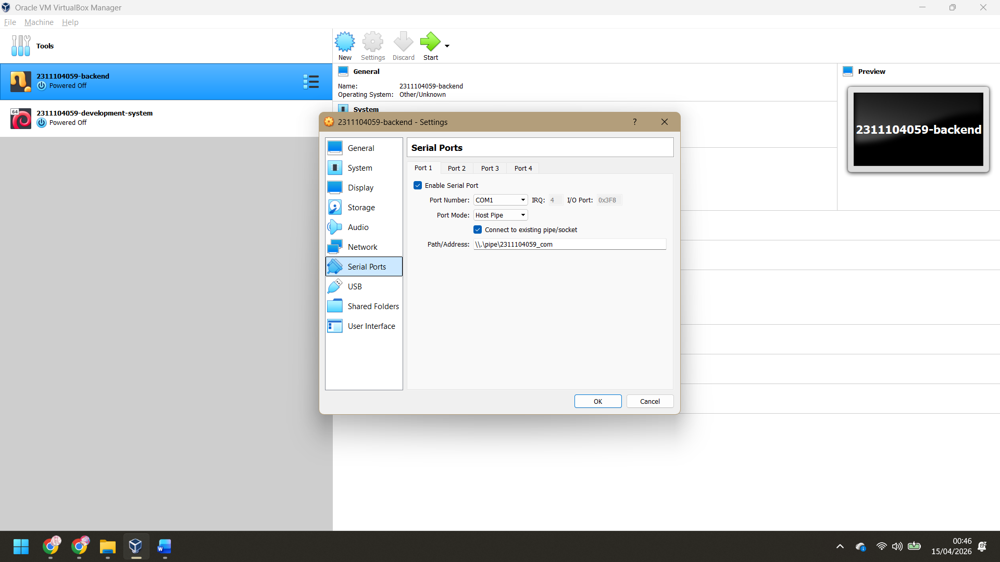 Oracle VM VirtualBox Manager
File Machine Help
Tools
New Settings Discard Start
2311104059-backend
Powered Off
64
2311104059-development-system
Powered Off
General
Name: 2311104059-backend
Operating System: Other/Unknown
System
Preview
2311104059-backend
2311104059-backend - Settings
?
General
System
Display
Storage
Audio
Network
Serial Ports
USB
Shared Folders
User Interface
Serial Ports
Port 1 Port 2 Port 3 Port 4
Enable Serial Port
Port Number: COM1 IRQ: 4 I/O Port: 0x3F8
Port Mode: Host Pipe
Connect to existing pipe/socket
Path/Address: \\.\pipe\2311104059_com
OK Cancel
00:46
15/04/2026